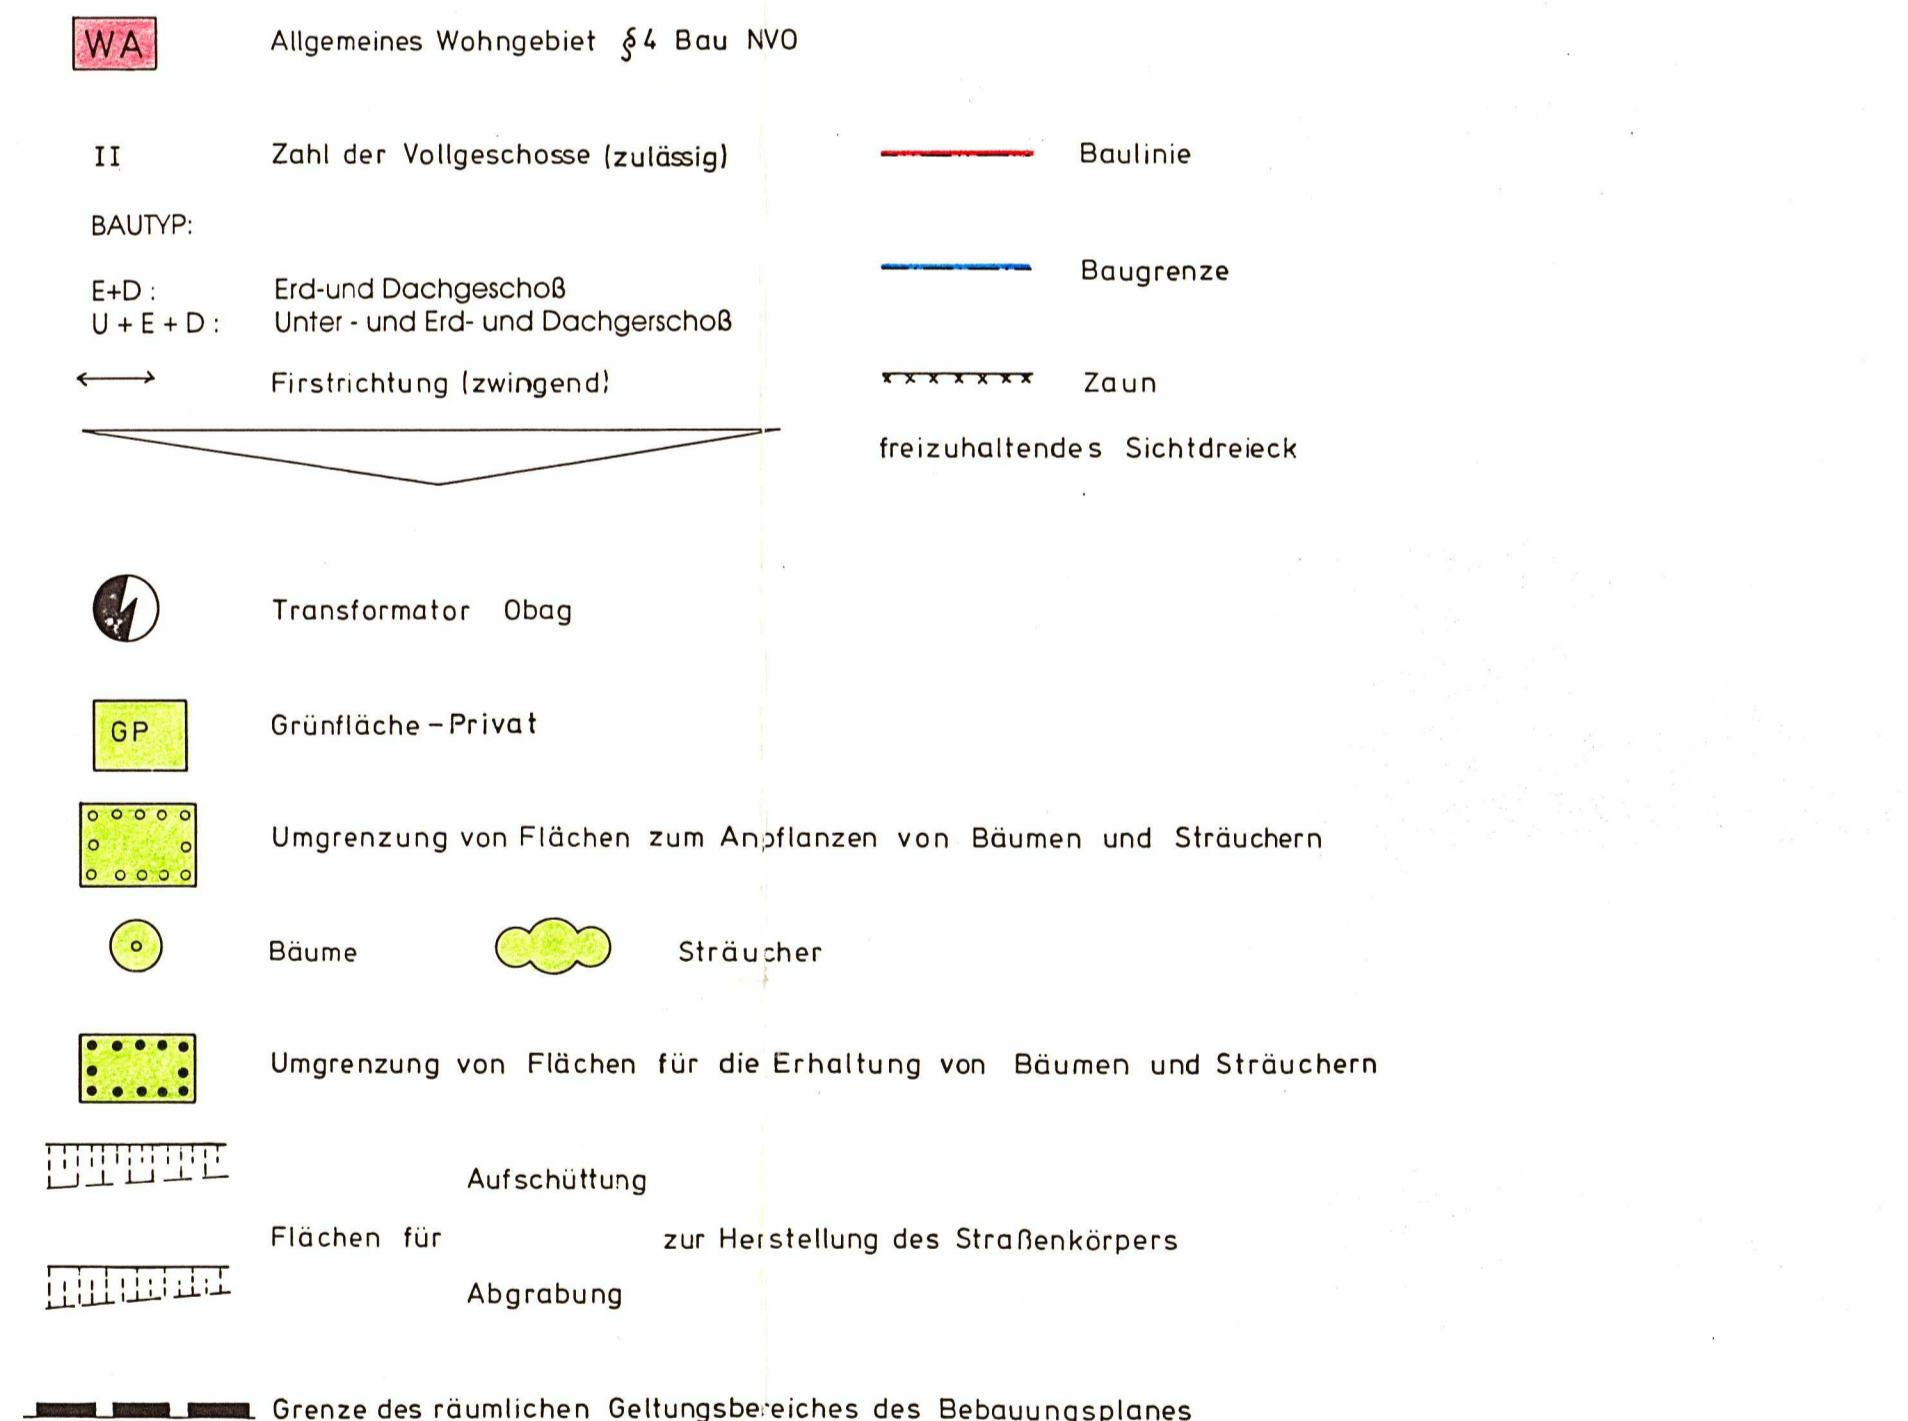 WA Allgemeines Wohngebiet §4 Bau NVO
II Zahl der Vollgeschosse (zulässig) Baulinie
BAUTYP:
Baugrenze
E+D : Erd-und Dachgeschoß
U + E + D : Unter - und Erd- und Dachgerschoß
Firstrichtung (zwingend) Zaun
freizuhaltendes Sichtdreieck
Transformator Obag
GP Grünfläche – Privat
Umgrenzung von Flächen zum Anpflanzen von Bäumen und Sträuchern
Bäume Sträucher
Umgrenzung von Flächen für die Erhaltung von Bäumen und Sträuchern
Aufschüttung
Flächen für zur Herstellung des Straßenkörpers
Abgrabung
Grenze des räumlichen Geltungsbereiches des Bebauungsplanes